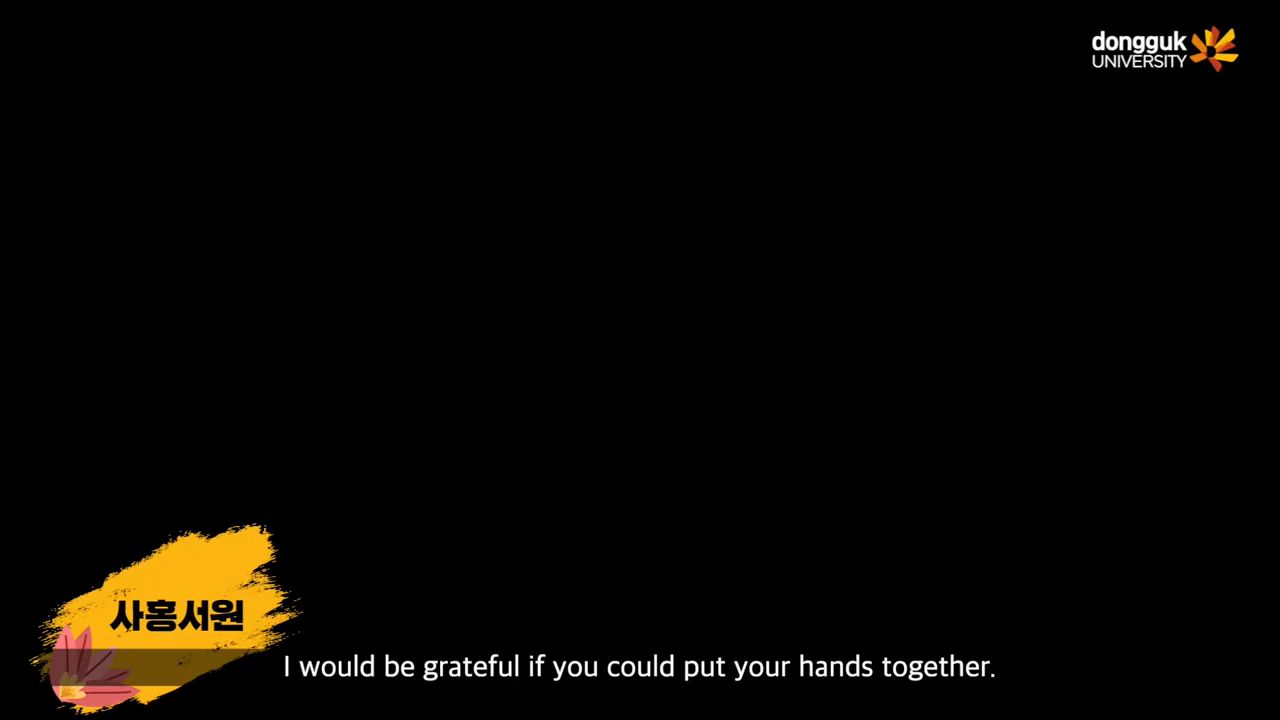 dongguk
UNIVERSITY
사홍서원
I would be grateful if you could put your hands together.